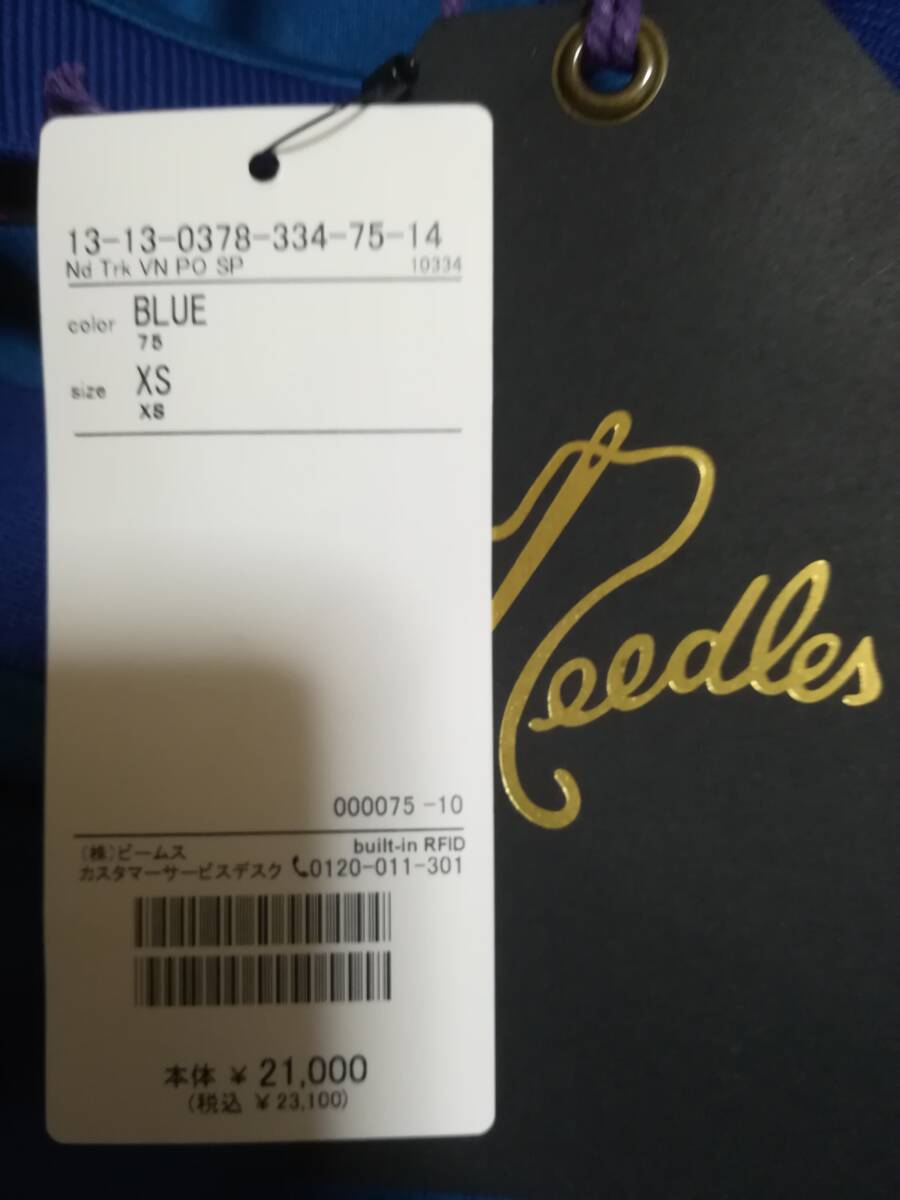 13-13-0378-334-75-14
Nd Trk VN PO SP 10334
color BLUE
75
size XS
XS
000075 -10
built-in RFID
(株)ビームス
カスタマーサービスデスク 0120-011-301
本体 ¥ 21,000
(税込 ¥ 23,100)
Needles